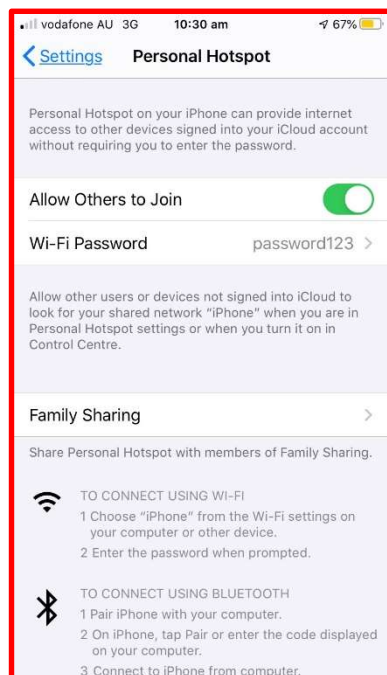 vodafone AU 3G 10:30 am 67%
Settings Personal Hotspot
Personal Hotspot on your iPhone can provide internet
access to other devices signed into your iCloud account
without requiring you to enter the password.
Allow Others to Join
Wi-Fi Password password123
Allow other users or devices not signed into iCloud to
look for your shared network “iPhone” when you are in
Personal Hotspot settings or when you turn it on in
Control Centre.
Family Sharing
Share Personal Hotspot with members of Family Sharing.
TO CONNECT USING WI-FI
1 Choose “iPhone” from the Wi-Fi settings on
your computer or other device.
2 Enter the password when prompted.
TO CONNECT USING BLUETOOTH
1 Pair iPhone with your computer.
2 On iPhone, tap Pair or enter the code displayed
on your computer.
3 Connect to iPhone from computer.